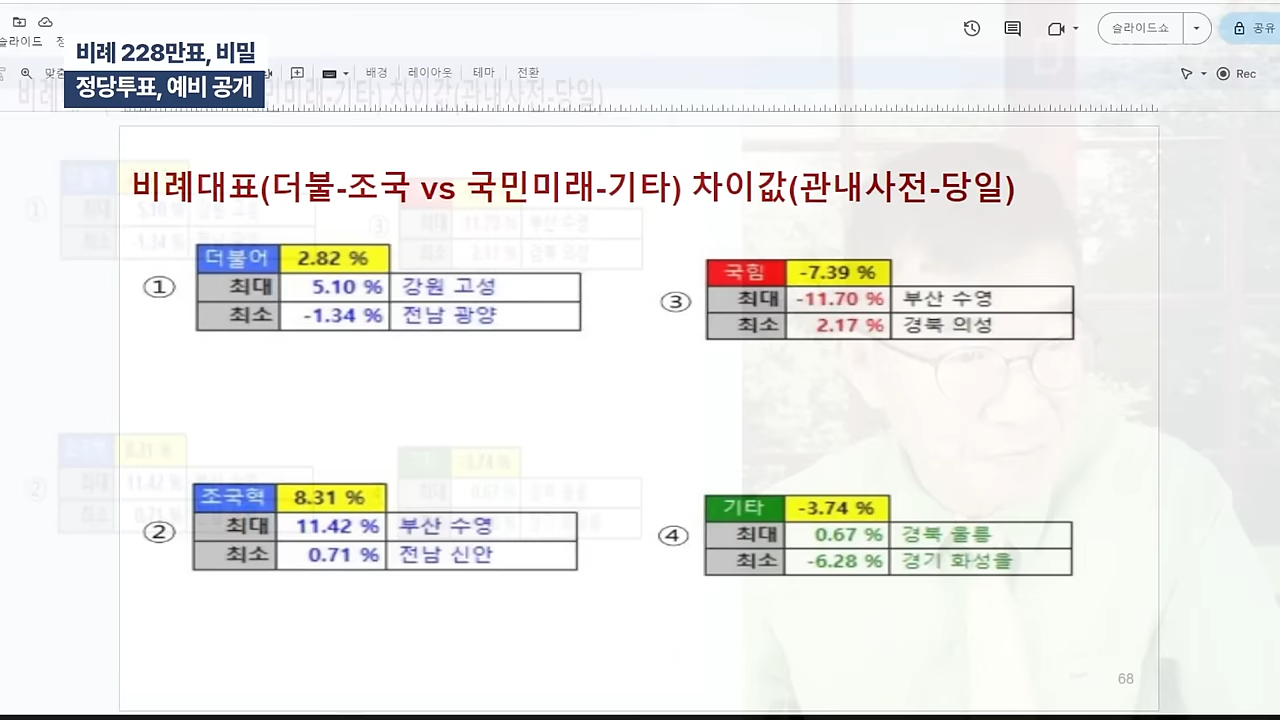 슬라이드쇼
공유
슬라이드
비례 228만표, 비밀
정당투표, 예비 공개
배경
레이아웃
테마
전환
Rec
비례대표(더불-조국 vs 국민미래-기타) 차이값(관내사전-당일)
①
더불어 2.82 %
최대 5.10 % 강원 고성
최소 -1.34 % 전남 광양
③
국힘 -7.39 %
최대 -11.70 % 부산 수영
최소 2.17 % 경북 의성
②
조국혁 8.31 %
최대 11.42 % 부산 수영
최소 0.71 % 전남 신안
④
기타 -3.74 %
최대 0.67 % 경북 울릉
최소 -6.28 % 경기 화성을
68